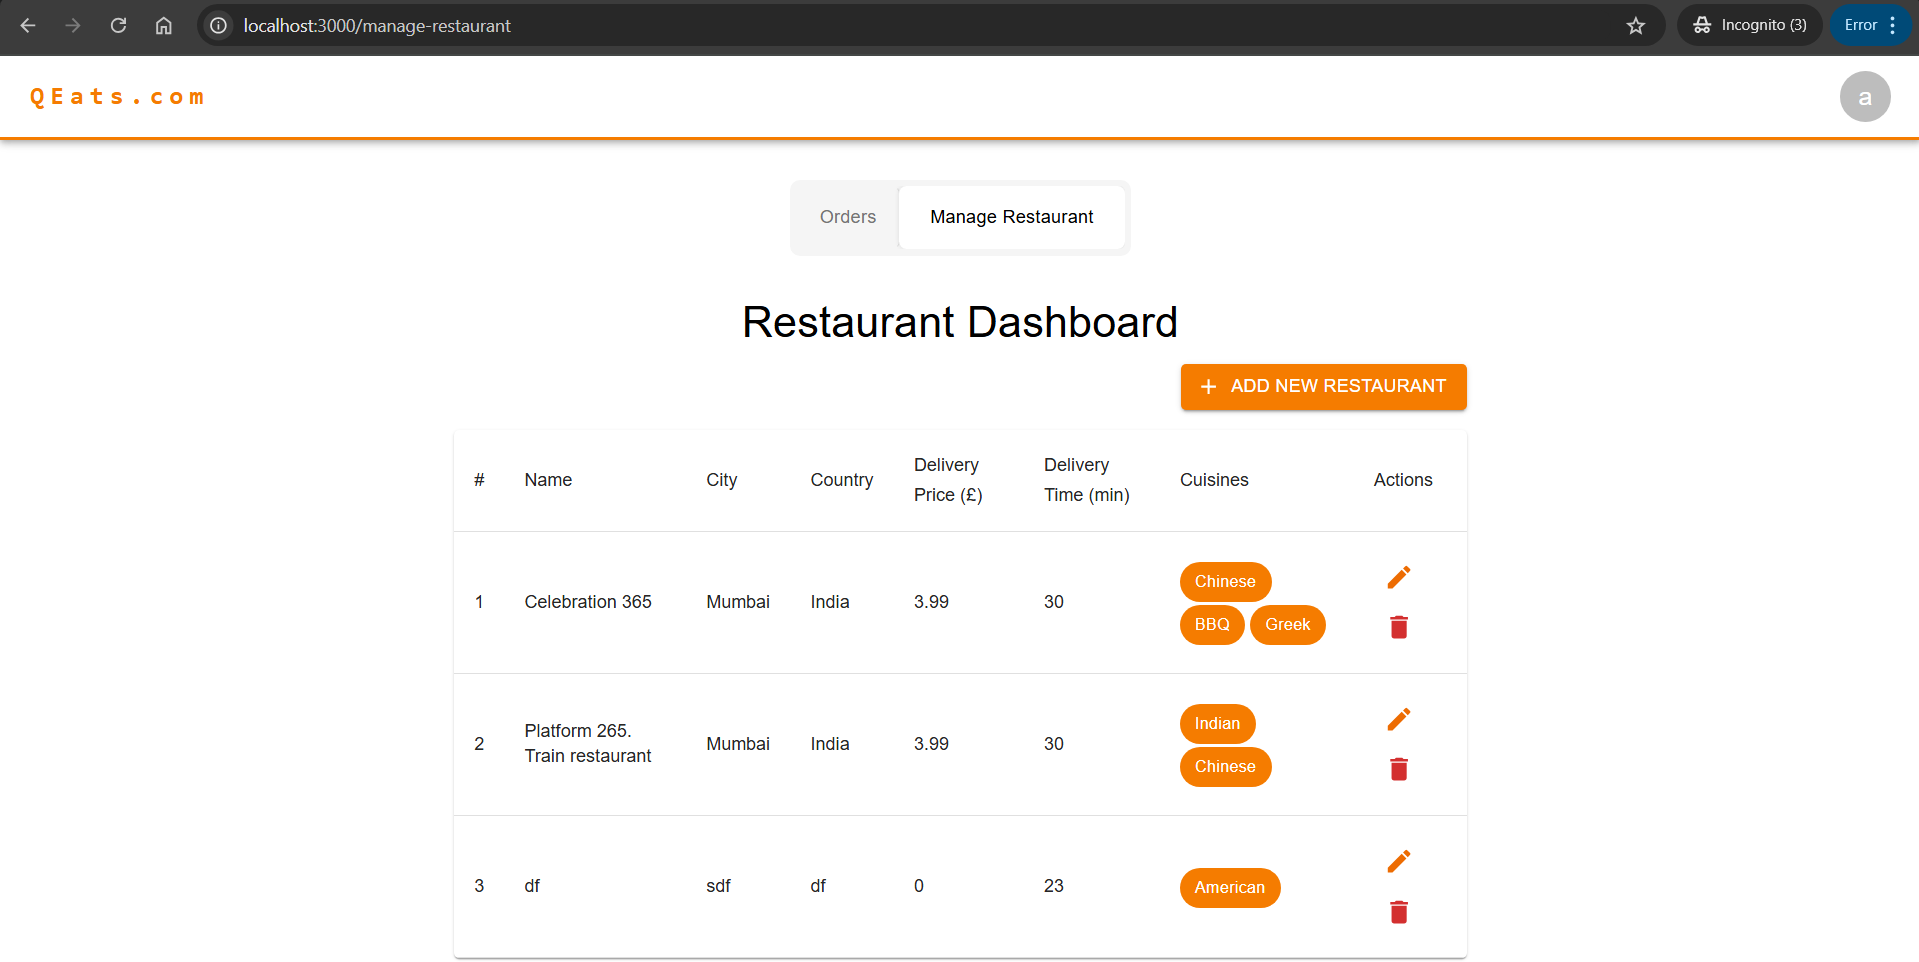 localhost:3000/manage-restaurant
Incognito (3)
Error
QEats.com
a
Orders
Manage Restaurant
Restaurant Dashboard
+ ADD NEW RESTAURANT
# Name City Country Delivery Price (£) Delivery Time (min) Cuisines Actions
1 Celebration 365 Mumbai India 3.99 30 Chinese BBQ Greek
2 Platform 265. Train restaurant Mumbai India 3.99 30 Indian Chinese
3 df sdf df 0 23 American